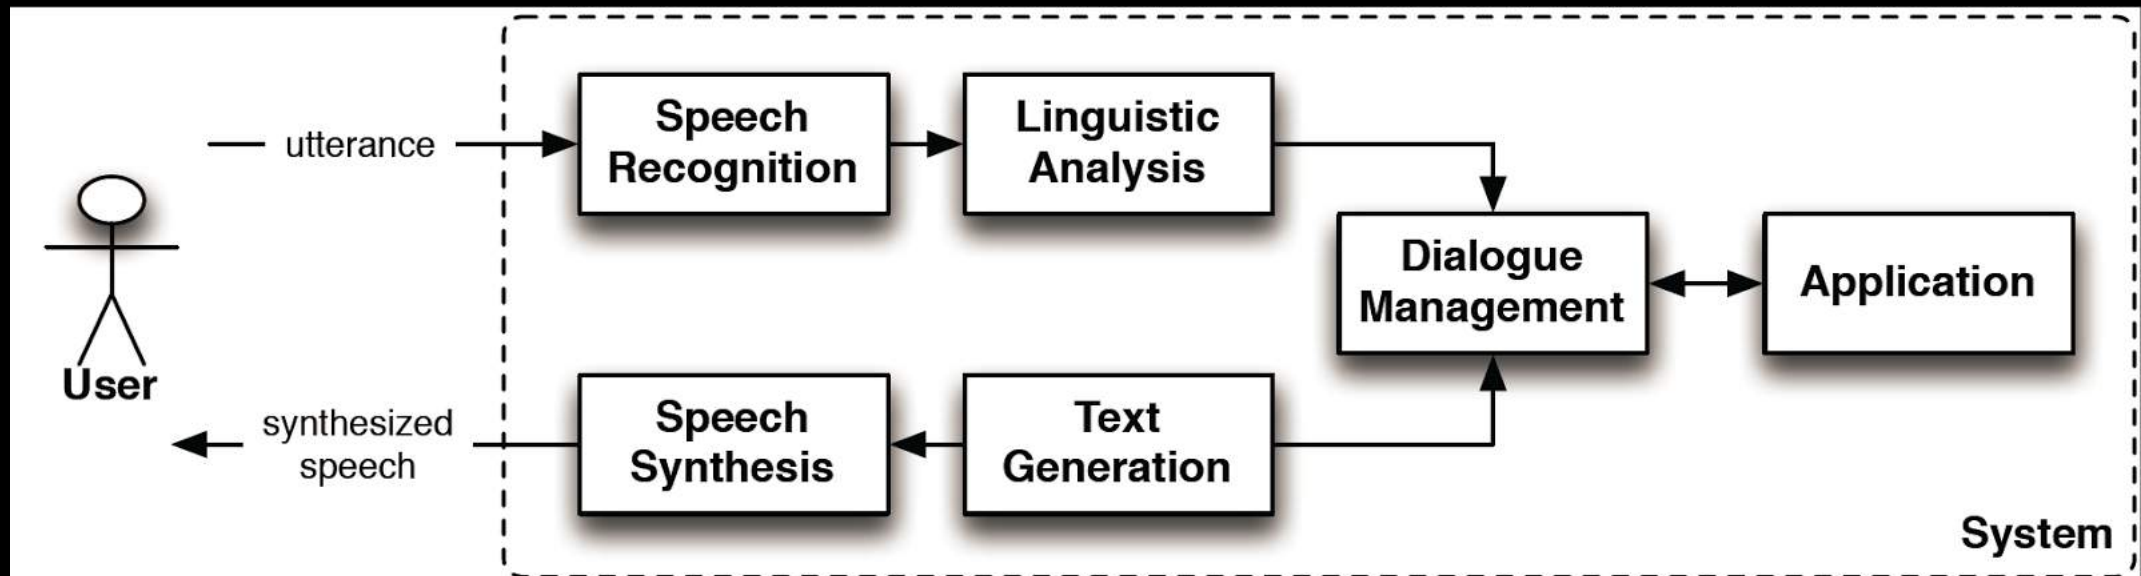 utterance
Speech
Recognition
Linguistic
Analysis
Dialogue
Management
Application
User
synthesized
speech
Speech
Synthesis
Text
Generation
System